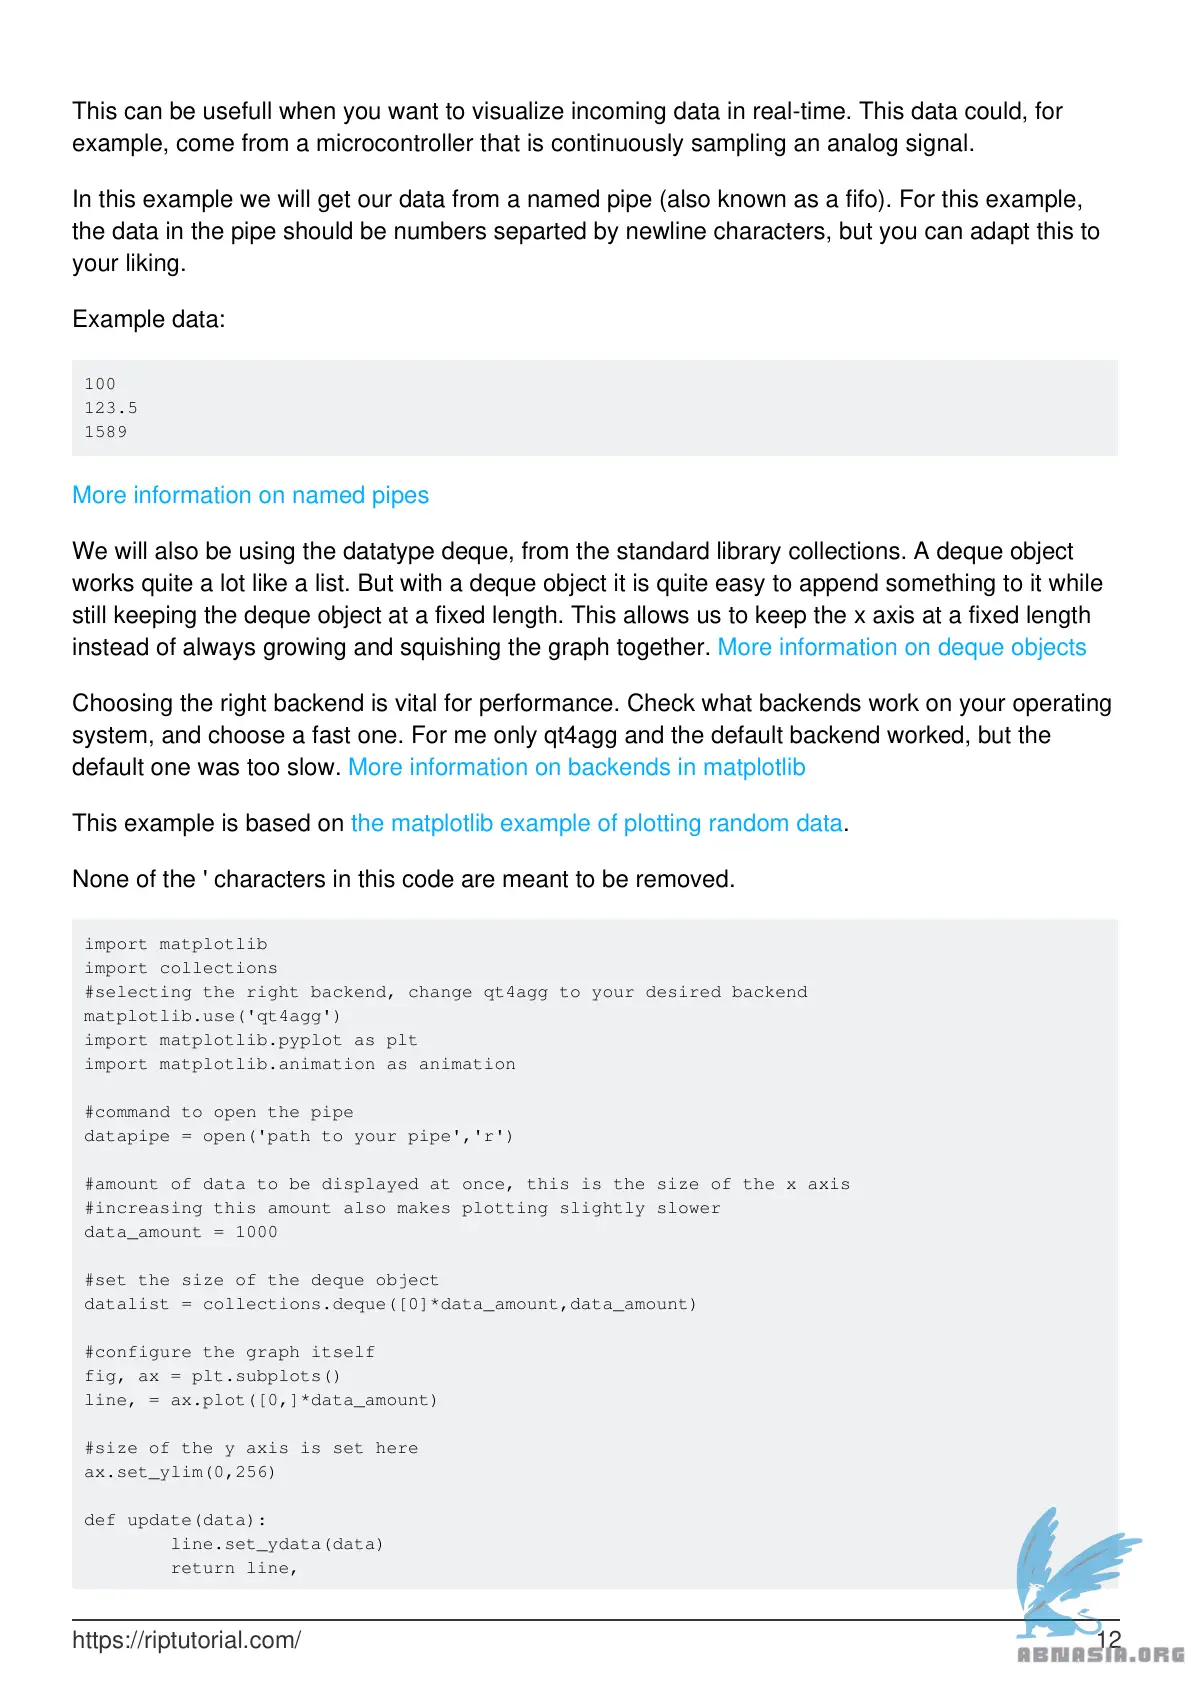 This can be usefull when you want to visualize incoming data in real-time. This data could, for
example, come from a microcontroller that is continuously sampling an analog signal.
In this example we will get our data from a named pipe (also known as a fifo). For this example,
the data in the pipe should be numbers separted by newline characters, but you can adapt this to
your liking.
Example data:
100
123.5
1589
More information on named pipes
We will also be using the datatype deque, from the standard library collections. A deque object
works quite a lot like a list. But with a deque object it is quite easy to append something to it while
still keeping the deque object at a fixed length. This allows us to keep the x axis at a fixed length
instead of always growing and squishing the graph together. More information on deque objects
Choosing the right backend is vital for performance. Check what backends work on your operating
system, and choose a fast one. For me only qt4agg and the default backend worked, but the
default one was too slow. More information on backends in matplotlib
This example is based on the matplotlib example of plotting random data.
None of the ' characters in this code are meant to be removed.
import matplotlib
import collections
#selecting the right backend, change qt4agg to your desired backend
matplotlib.use('qt4agg')
import matplotlib.pyplot as plt
import matplotlib.animation as animation
#command to open the pipe
datapipe = open('path to your pipe','r')
#amount of data to be displayed at once, this is the size of the x axis
#increasing this amount also makes plotting slightly slower
data_amount = 1000
#set the size of the deque object
datalist = collections.deque([0]*data_amount,data_amount)
#configure the graph itself
fig, ax = plt.subplots()
line, = ax.plot([0,]*data_amount)
#size of the y axis is set here
ax.set_ylim(0,256)
def update(data):
        line.set_ydata(data)
        return line,
https://riptutorial.com/ 12
ABNASIA.ORG